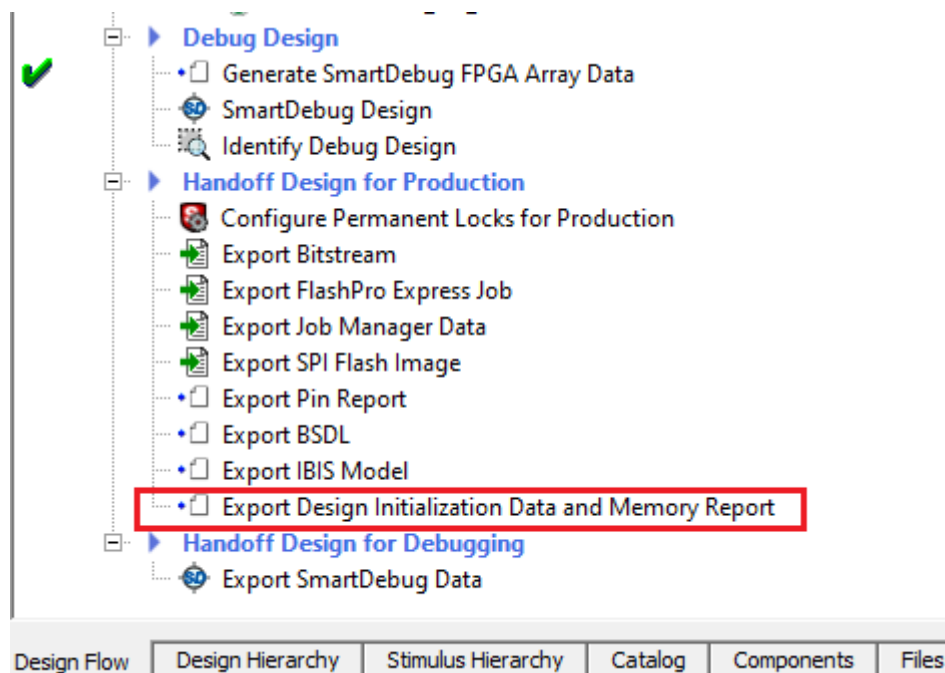 Debug Design
Generate SmartDebug FPGA Array Data
SmartDebug Design
Identify Debug Design
Handoff Design for Production
Configure Permanent Locks for Production
Export Bitstream
Export FlashPro Express Job
Export Job Manager Data
Export SPI Flash Image
Export Pin Report
Export BSDL
Export IBIS Model
Export Design Initialization Data and Memory Report
Handoff Design for Debugging
SD Export SmartDebug Data
Design Flow Design Hierarchy Stimulus Hierarchy Catalog Components Files